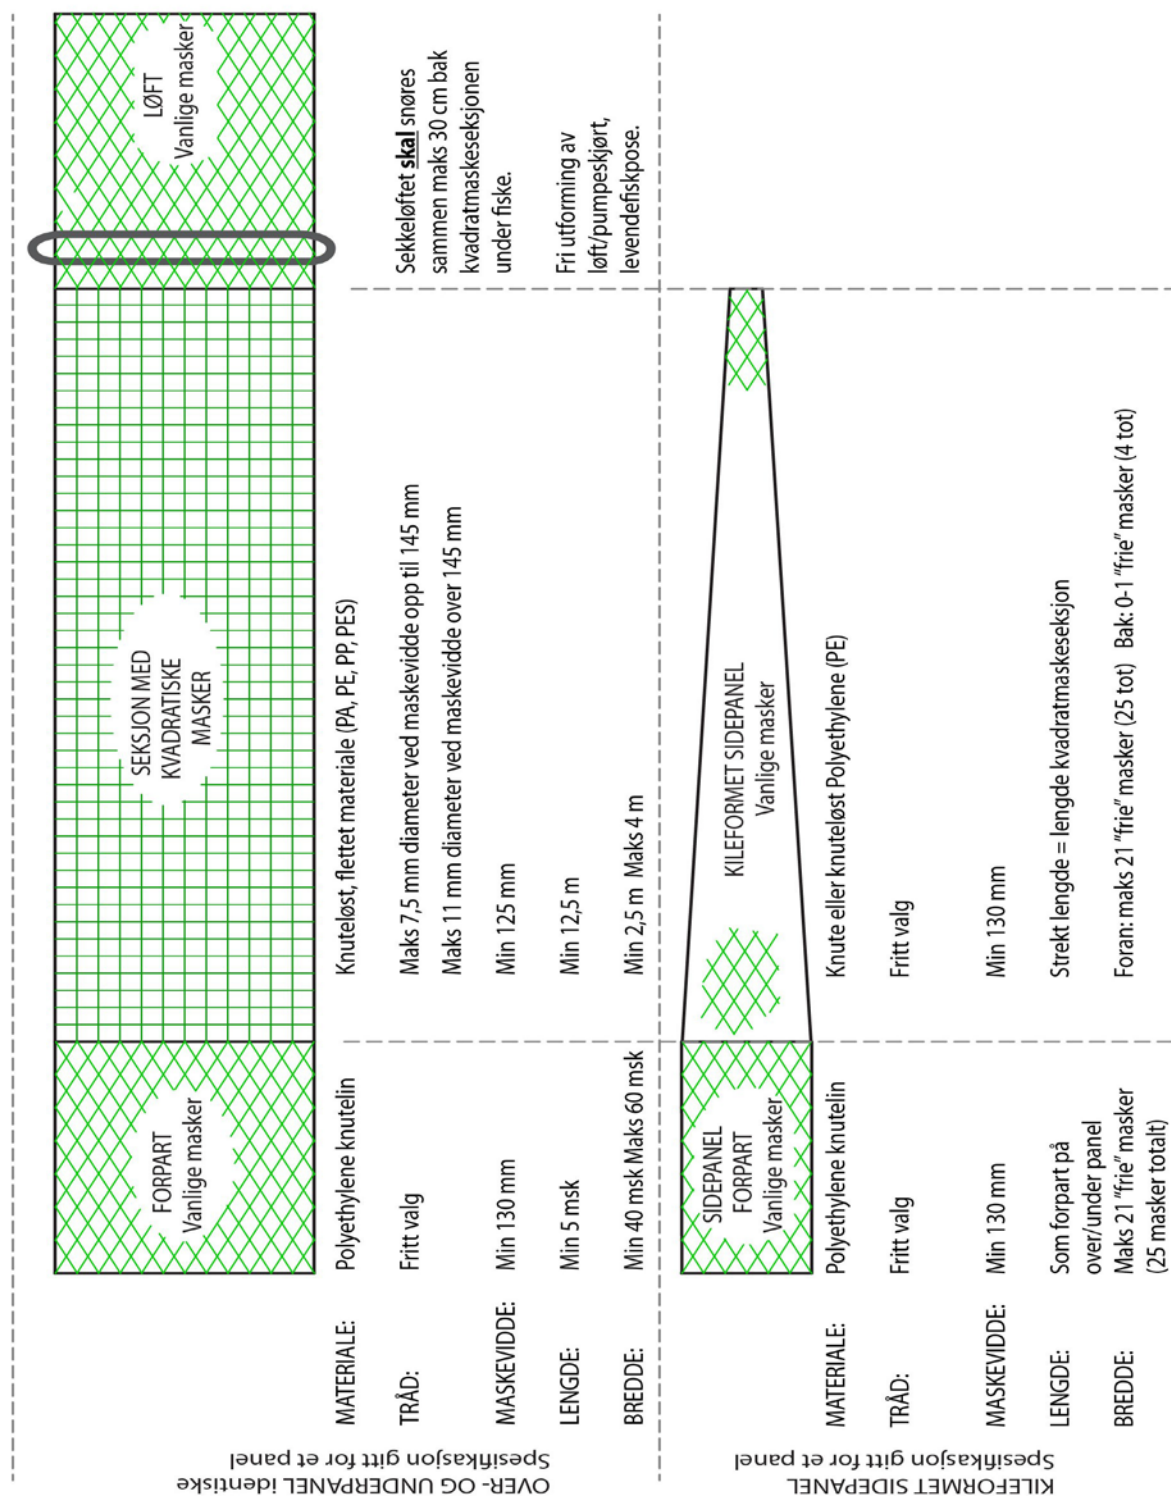 OVER- OG UNDERPANEL identiske
Spesifikasjon gitt for et panel
FORPART
Vanlige masker
SEKSJON MED
KVADRATISKE
MASKER
LØFT
Vanlige masker
MATERIALE:
Polyethylene knutelin
Knuteløst, flettet materiale (PA, PE, PP, PES)
TRÅD:
Fritt valg
Maks 7,5 mm diameter ved maskevidde opp til 145 mm
Maks 11 mm diameter ved maskevidde over 145 mm
MASKEVIDDE:
Min 130 mm
Min 125 mm
LENGDE:
Min 5 msk
Min 12,5 m
BREDDE:
Min 40 msk Maks 60 msk
Min 2,5 m Maks 4 m
Sekkeløftet skal snøres
sammen maks 30 cm bak
kvadratmaskeseksjonen
under fiske.
Fri utforming av
løft/pumpeskjørt,
levendefiskpose.
KILEFORMET SIDEPANEL
Spesifikasjon gitt for et panel
SIDEPANEL
FORPART
Vanlige masker
KILEFORMET SIDEPANEL
Vanlige masker
MATERIALE:
Polyethylene knutelin
Knute eller knuteløst Polyethylene (PE)
TRÅD:
Fritt valg
Fritt valg
MASKEVIDDE:
Min 130 mm
Min 130 mm
LENGDE:
Som forpart på
over/under panel
Strekt lengde = lengde kvadratmaskeseksjon
BREDDE:
Maks 21 "frie" masker
(25 masker totalt)
Foran: maks 21 "frie" masker (25 tot) Bak: 0-1 "frie" masker (4 tot)